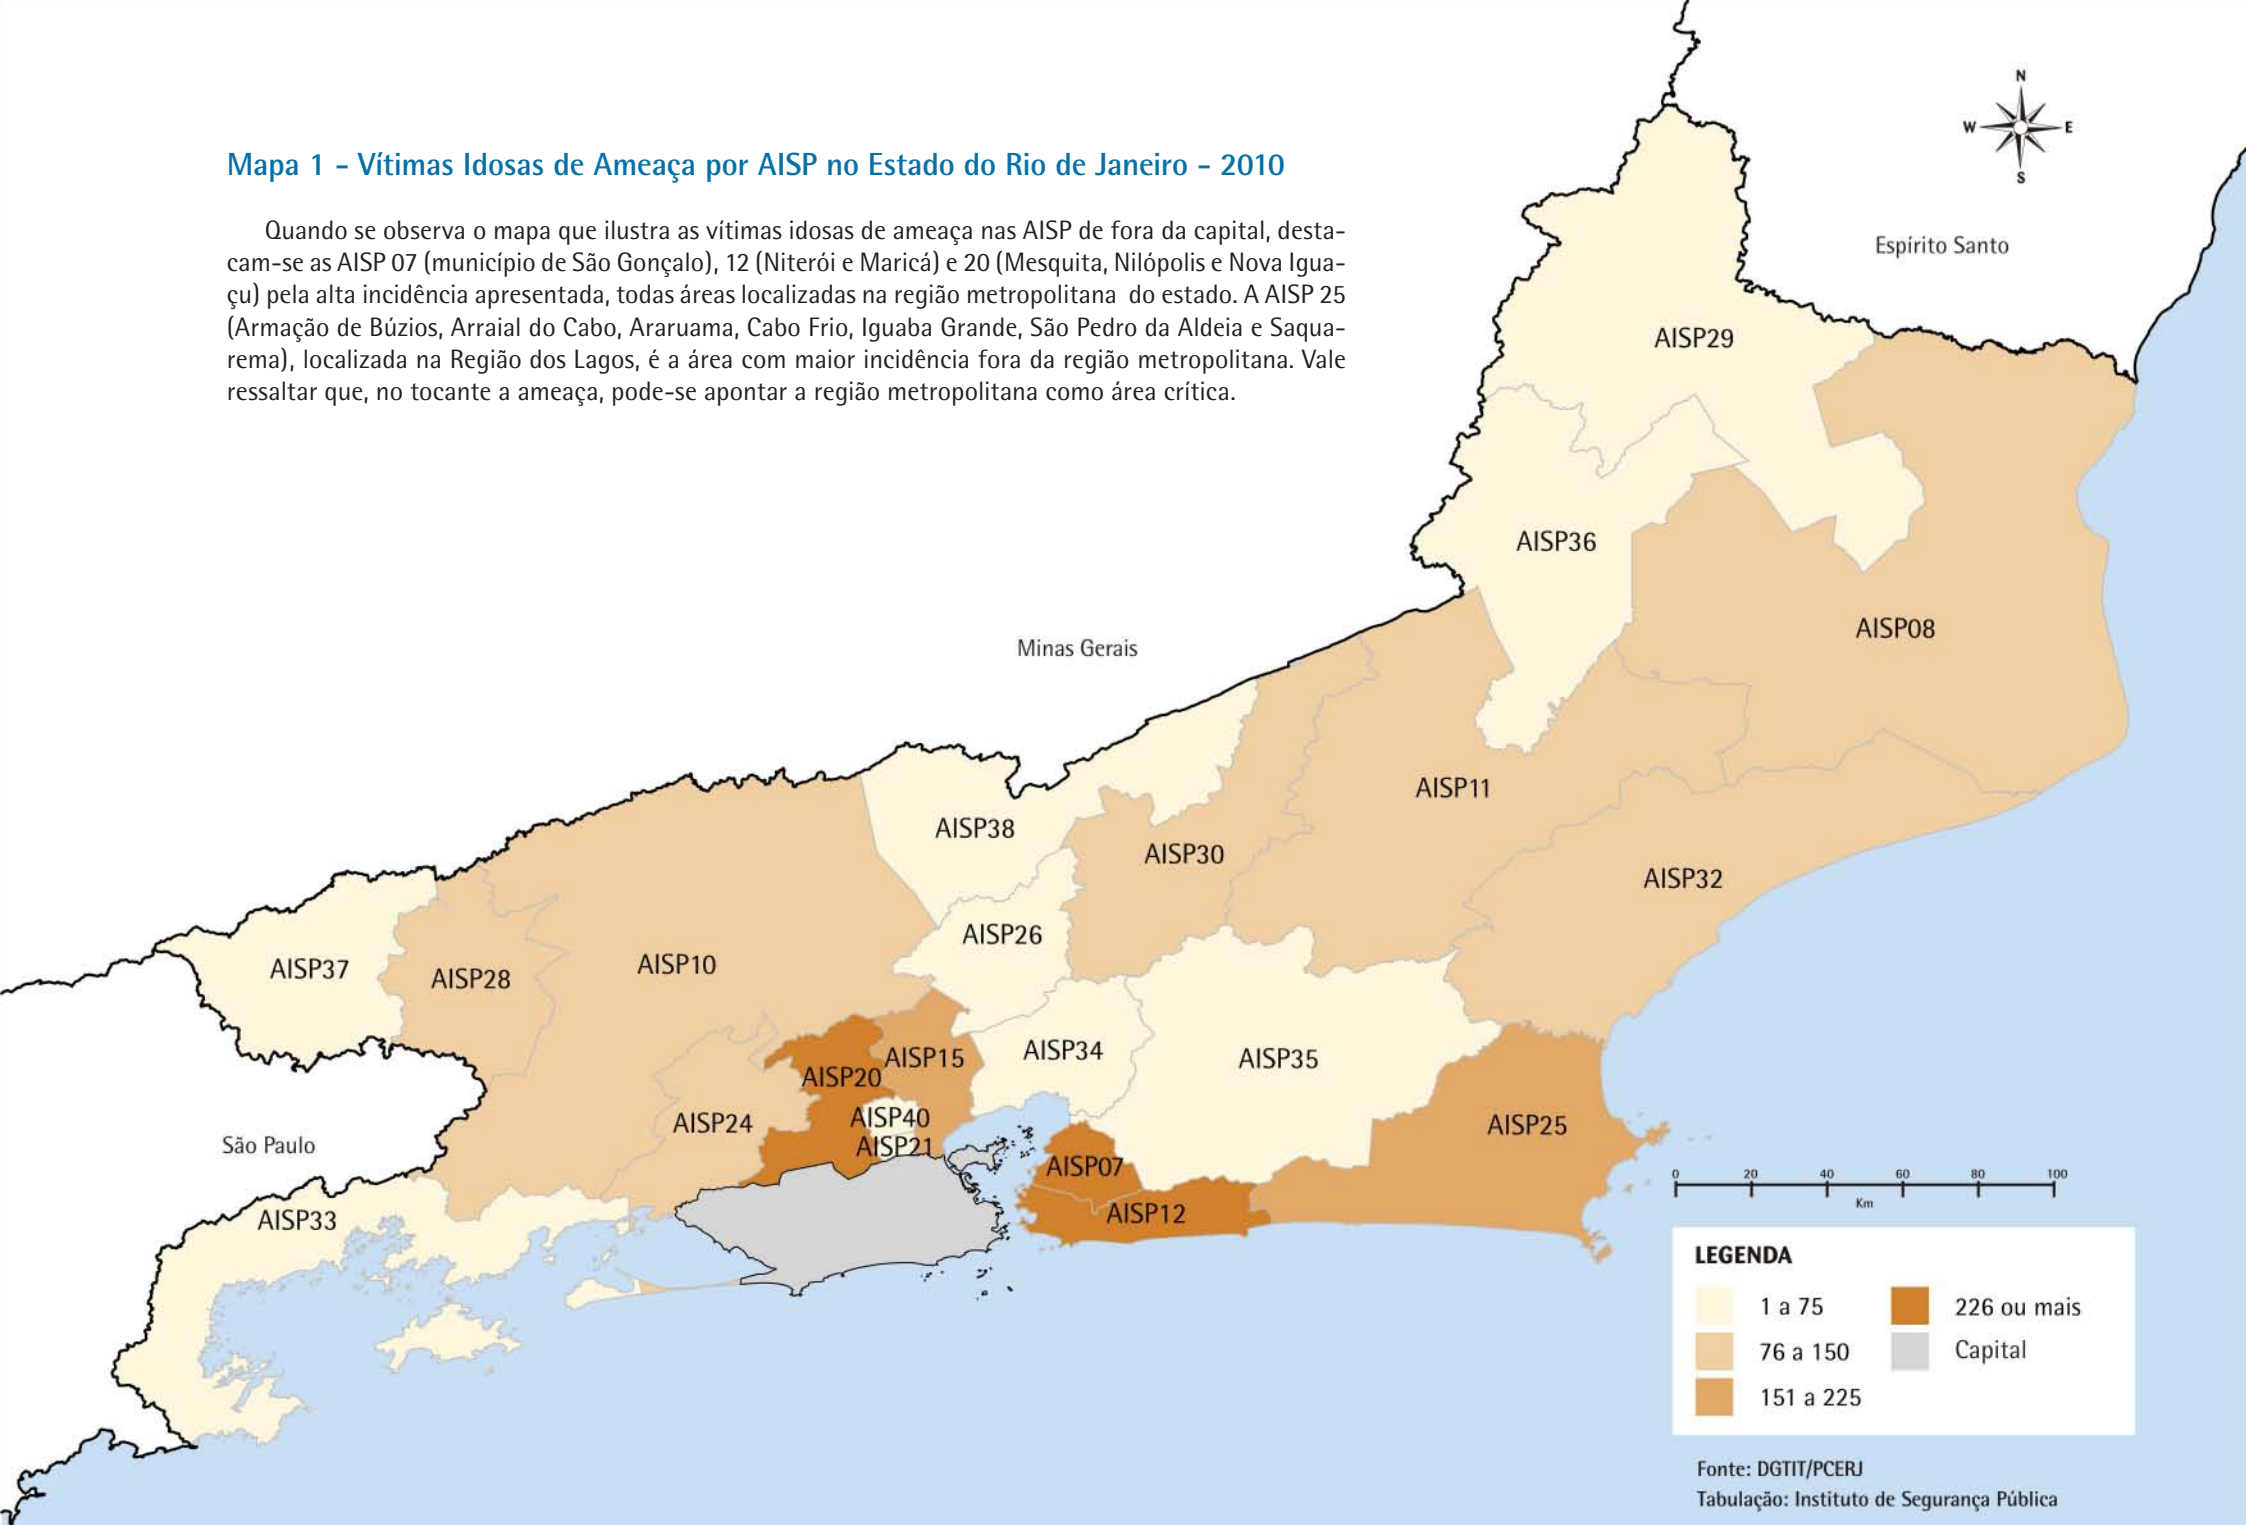 Mapa 1 - Vítimas Idosas de Ameaça por AISP no Estado do Rio de Janeiro - 2010
Quando se observa o mapa que ilustra as vítimas idosas de ameaça nas AISP de fora da capital, desta-
cam-se as AISP 07 (município de São Gonçalo), 12 (Niterói e Maricá) e 20 (Mesquita, Nilópolis e Nova Igua-
çu) pela alta incidência apresentada, todas áreas localizadas na região metropolitana do estado. A AISP 25
(Armação de Búzios, Arraial do Cabo, Araruama, Cabo Frio, Iguaba Grande, São Pedro da Aldeia e Saqua-
rema), localizada na Região dos Lagos, é a área com maior incidência fora da região metropolitana. Vale
ressaltar que, no tocante a ameaça, pode-se apontar a região metropolitana como área crítica.
N
W
E
S
Espírito Santo
AISP29
AISP36
AISP08
Minas Gerais
AISP11
AISP38
AISP30
AISP32
AISP26
AISP37
AISP28
AISP10
AISP34
AISP35
AISP15
AISP20
AISP40
AISP24
AISP25
AISP21
São Paulo
AISP07
AISP12
AISP33
0 20 40 60 80 100
Km
LEGENDA
1 a 75
226 ou mais
76 a 150
Capital
151 a 225
Fonte: DGTIT/PCERJ
Tabulação: Instituto de Segurança Pública